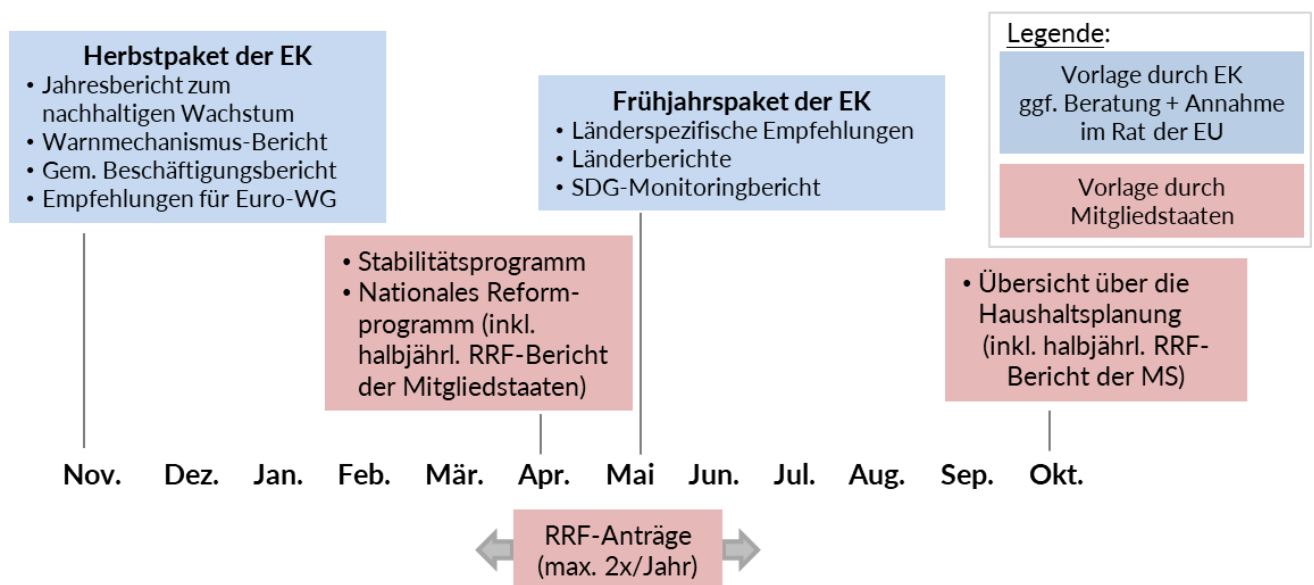 Herbstpaket der EK
• Jahresbericht zum
nachhaltigen Wachstum
• Warnmechanismus-Bericht
• Gem. Beschäftigungsbericht
• Empfehlungen für Euro-WG
Frühjahrspaket der EK
• Länderspezifische Empfehlungen
• Länderberichte
• SDG-Monitoringbericht
Legende:
Vorlage durch EK
ggf. Beratung + Annahme
im Rat der EU
Vorlage durch
Mitgliedstaaten
• Stabilitätsprogramm
• Nationales Reform-
programm (inkl.
halbjährl. RRF-Bericht
der Mitgliedstaaten)
• Übersicht über die
Haushaltsplanung
(inkl. halbjährl. RRF-
Bericht der MS)
Nov. Dez. Jan. Feb. Mär. Apr. Mai Jun. Jul. Aug. Sep. Okt.
RRF-Anträge
(max. 2x/Jahr)